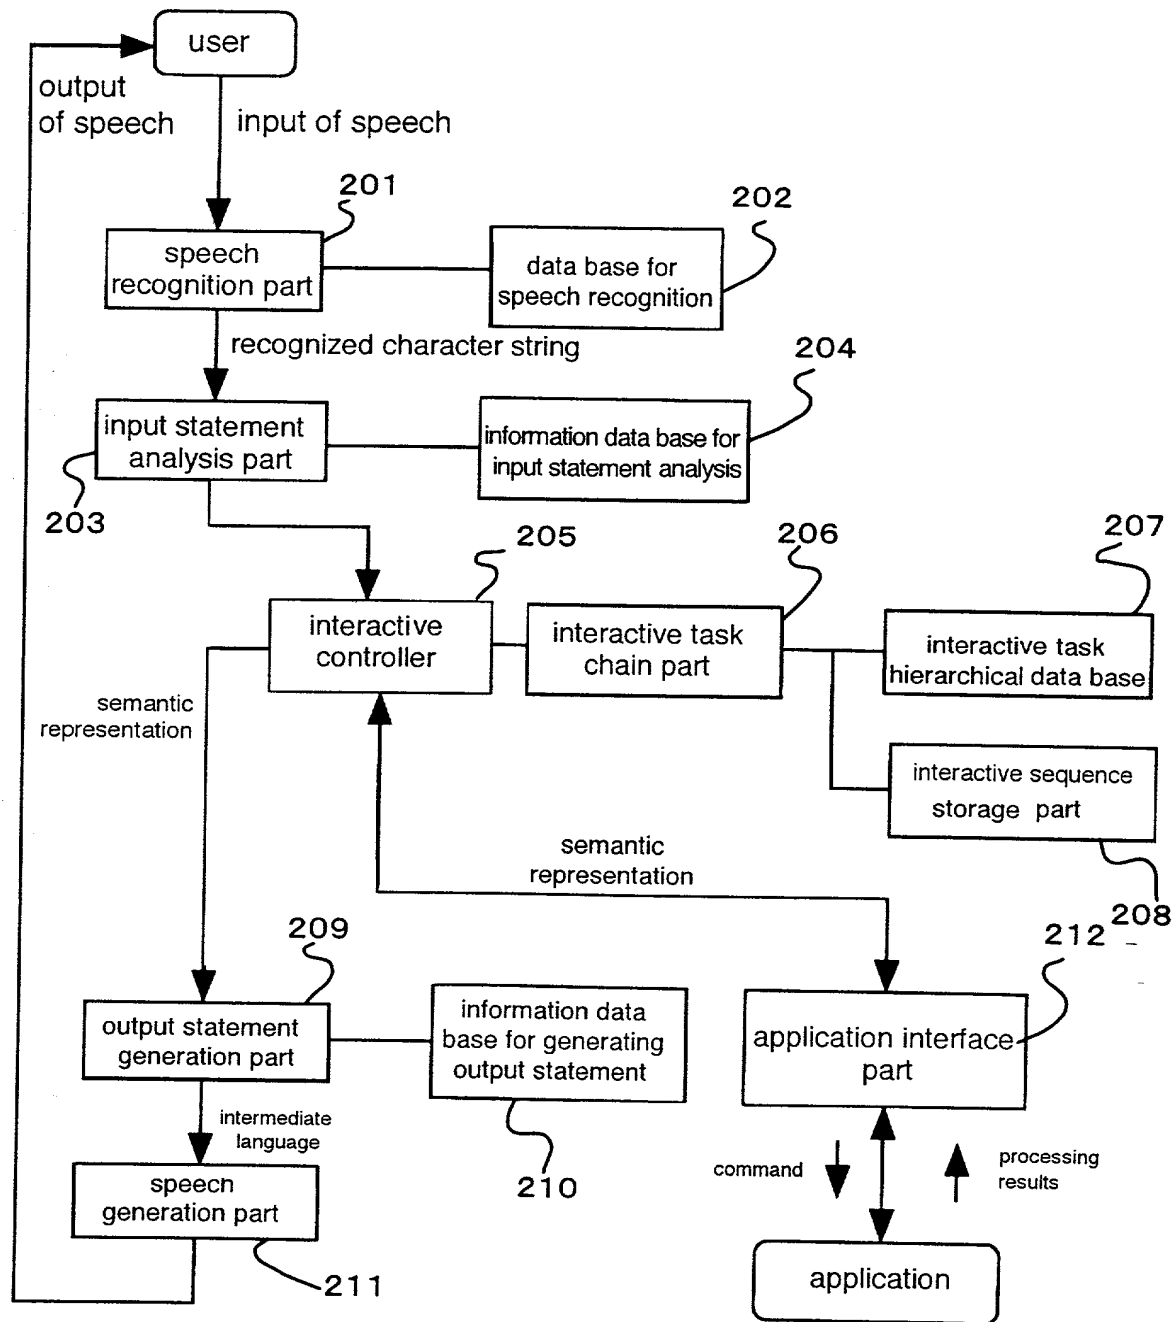 user
output
of speech
input of speech
201
202
speech
recognition part
data base for
speech recognition
recognized character string
204
input statement
analysis part
information data base for
input statement analysis
203
205
206
207
interactive
controller
interactive task
chain part
interactive task
hierarchical data base
semantic
representation
interactive sequence
storage part
semantic
representation
208
209
212
output statement
generation part
information data
base for generating
output statement
application interface
part
intermediate
language
210
command
processing
results
speech
generation part
211
application